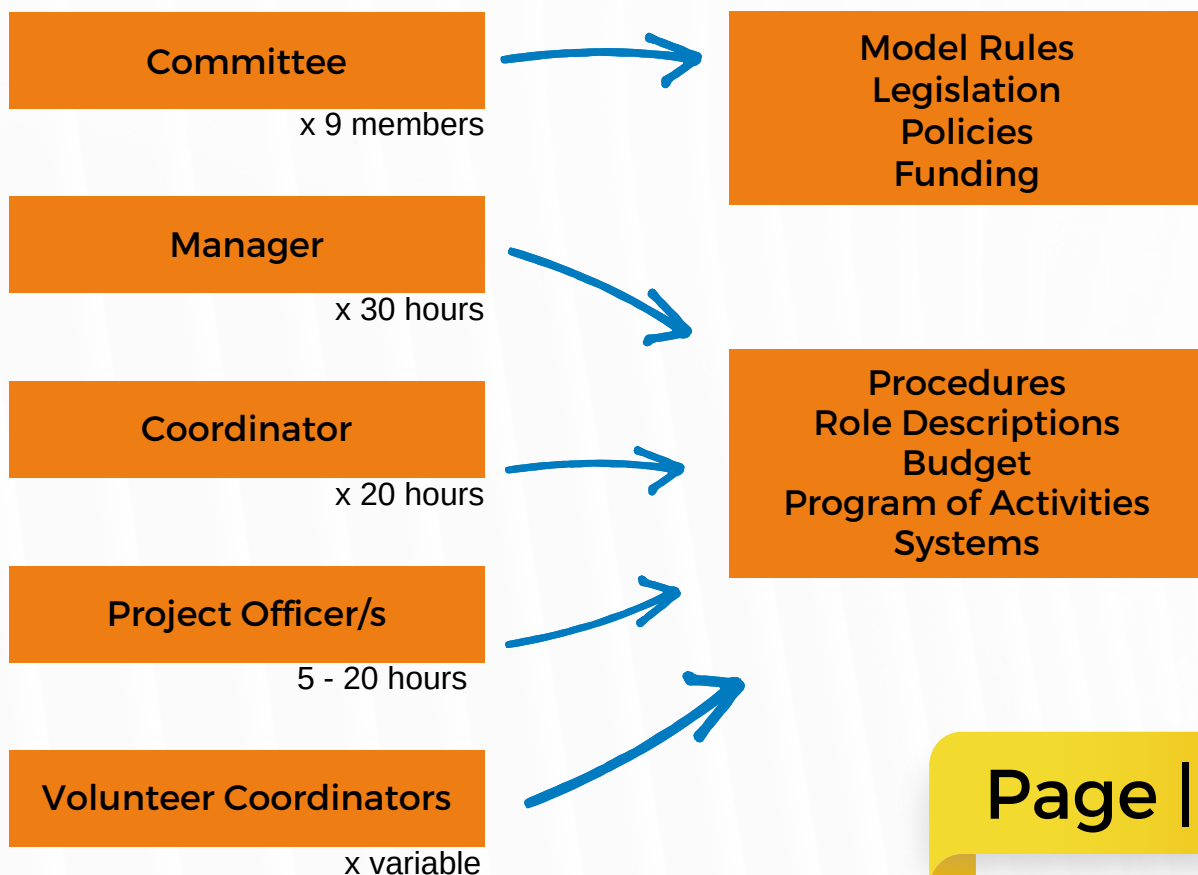 Committee
x 9 members
Model Rules
Legislation
Policies
Funding
Manager
x 30 hours
Coordinator
x 20 hours
Procedures
Role Descriptions
Budget
Program of Activities
Systems
Project Officer/s
5 - 20 hours
Volunteer Coordinators
x variable
Page |